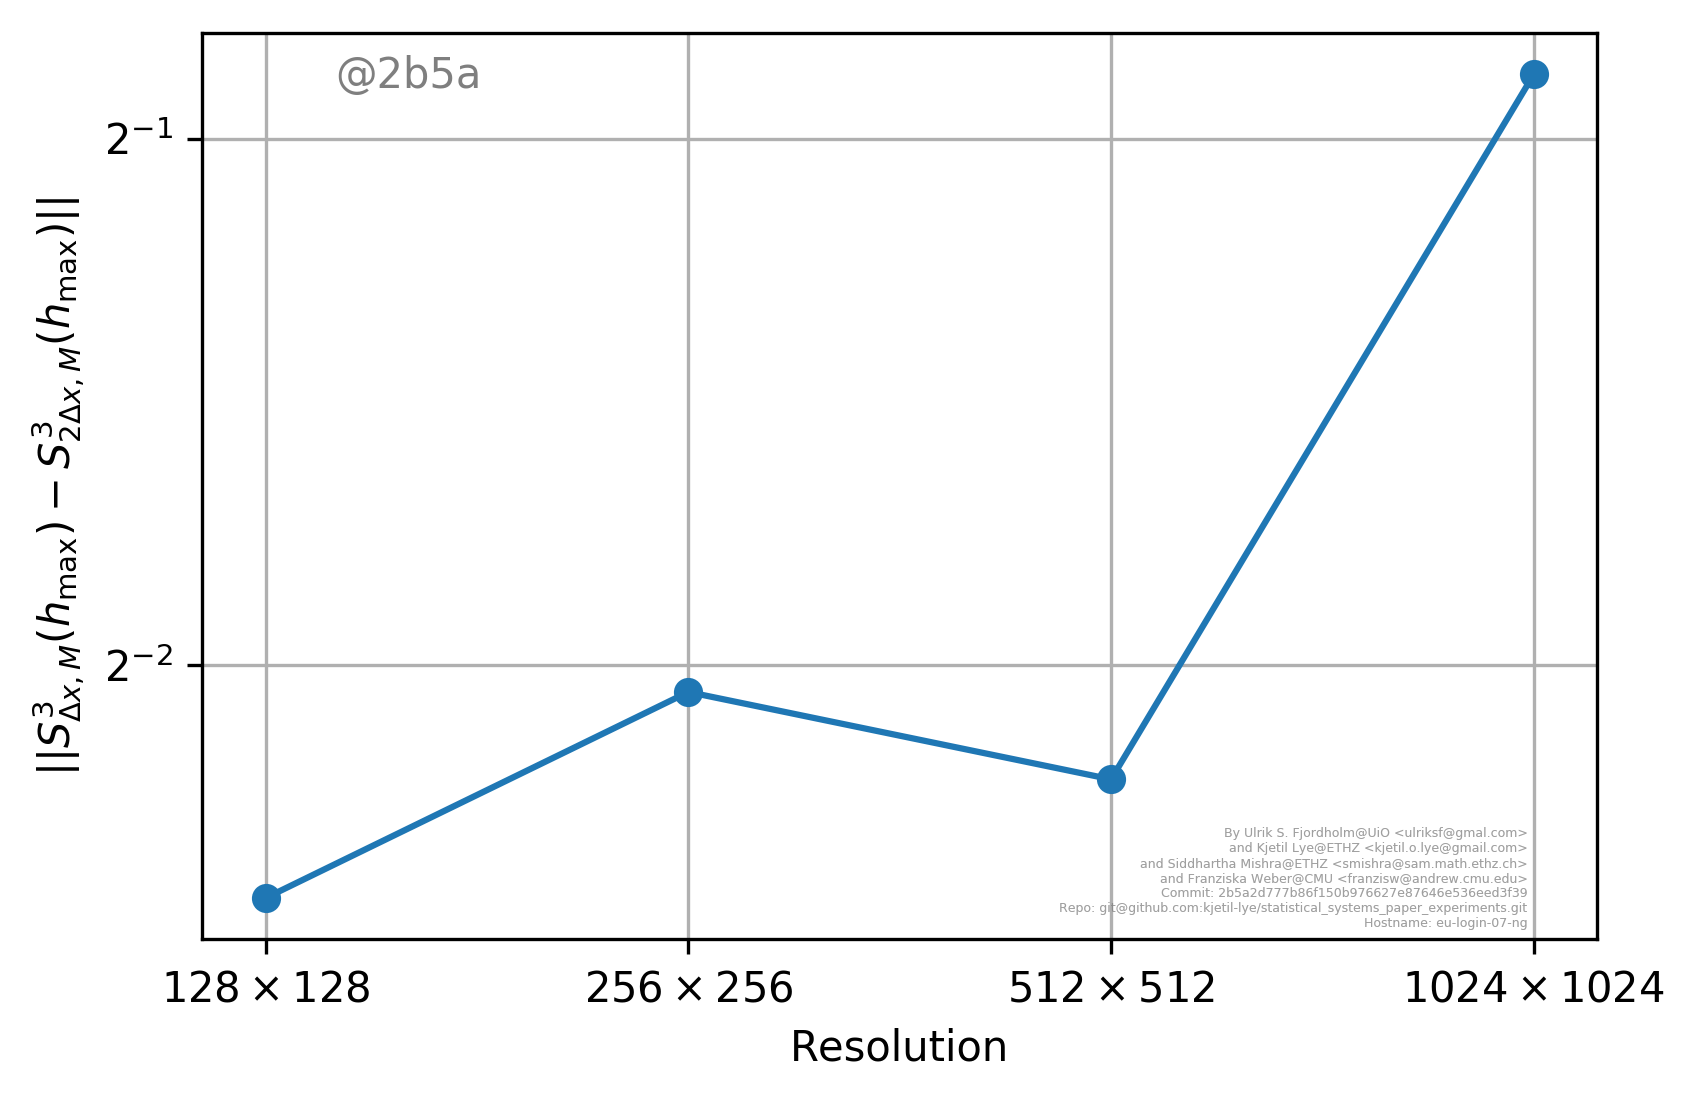 @2b5a
2⁻¹
2⁻²
||S³_{Δx,M}(h_max) − S³_{2Δx,M}(h_max)||
By Ulrik S. Fjordholm@UiO <ulriksf@gmal.com>
and Kjetil Lye@ETHZ <kjetil.o.lye@gmail.com>
and Siddhartha Mishra@ETHZ <smishra@sam.math.ethz.ch>
and Franziska Weber@CMU <franzisw@andrew.cmu.edu>
Commit: 2b5a2d777b86f150b976627e87646e536eed3f39
Repo: git@github.com:kjetil-lye/statistical_systems_paper_experiments.git
Hostname: eu-login-07-ng
128 × 128 256 × 256 512 × 512 1024 × 1024
Resolution